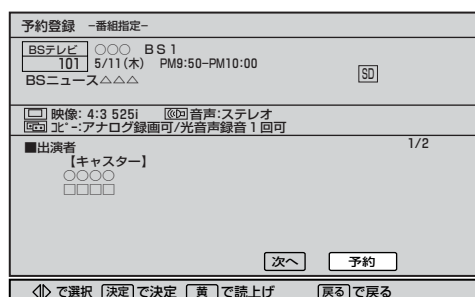 予約登録 −番組指定−
BSテレビ ○○○ BS1
101 5/11(木) PM9:50−PM10:00
BSニュース△△△
SD
映像: 4:3 525i 音声:ステレオ
コピー:アナログ録画可/光音声録音1回可
■出演者 1/2
【キャスター】
○○○○
□□□□
次へ 予約
で選択 決定 で決定 黄 で読上げ 戻る で戻る